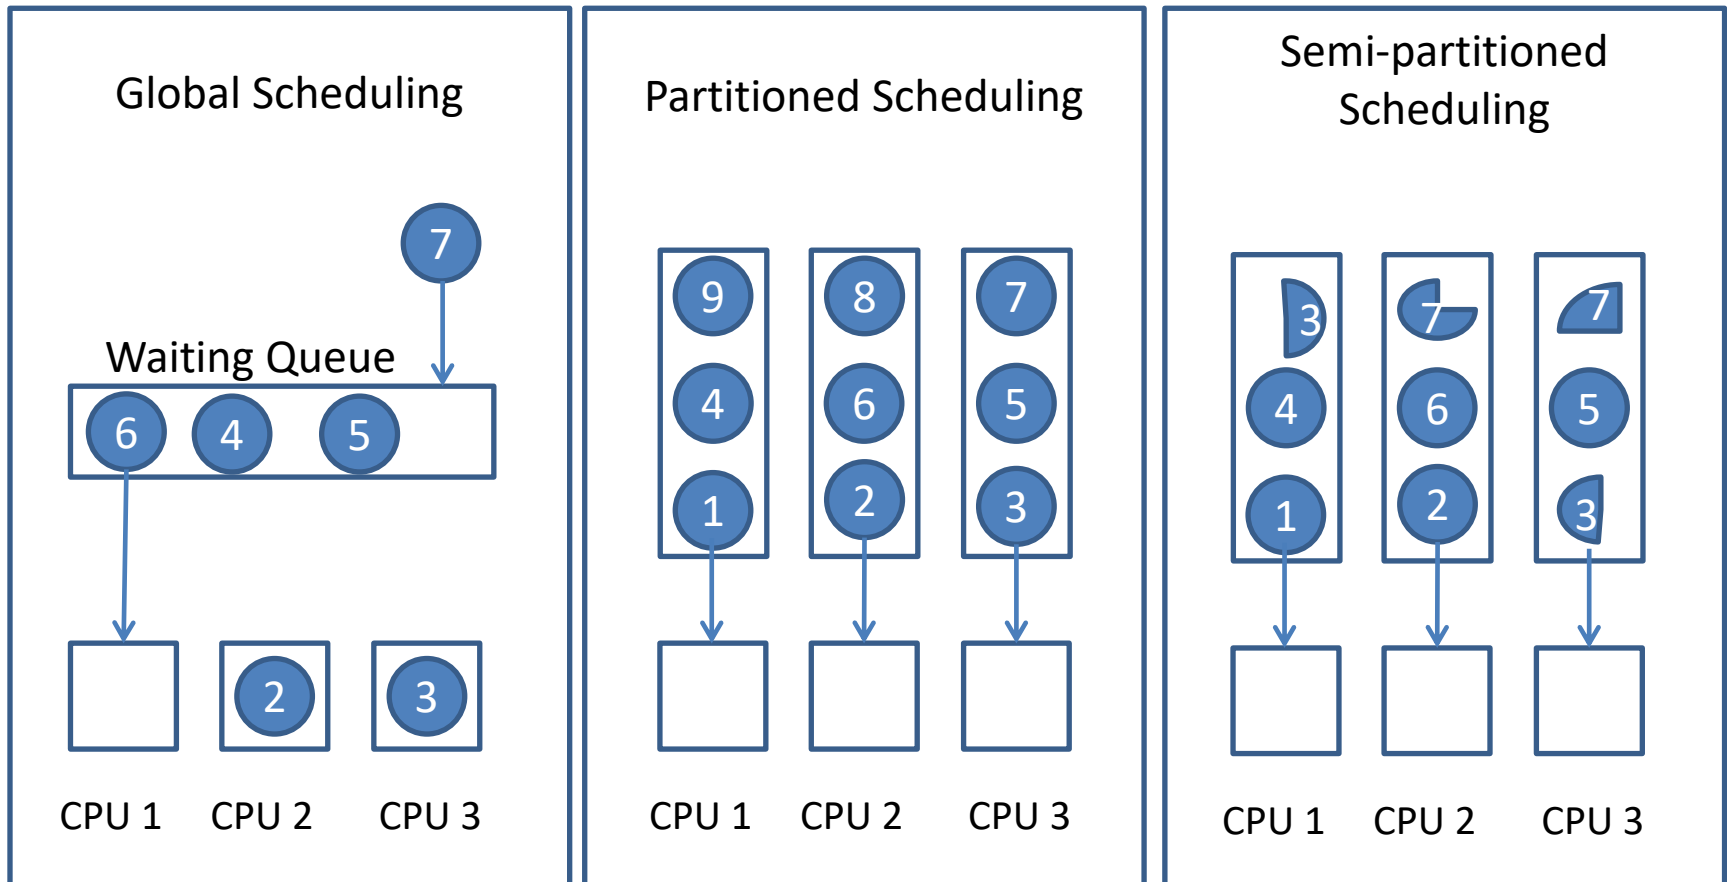 Global Scheduling
7
Waiting Queue
6 4 5
2 3
CPU 1 CPU 2 CPU 3
Partitioned Scheduling
9 8 7
4 6 5
1 2 3
CPU 1 CPU 2 CPU 3
Semi-partitioned
Scheduling
3 7 7
4 6 5
1 2 3
CPU 1 CPU 2 CPU 3